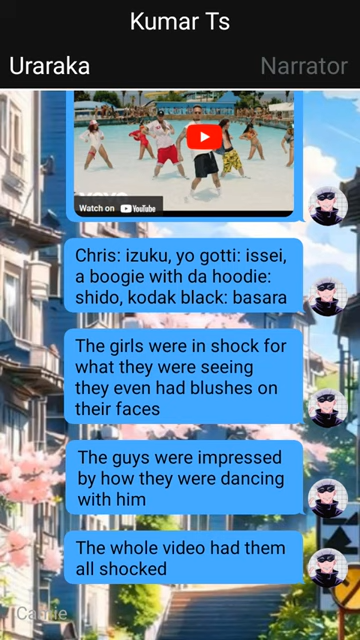 Kumar Ts
Uraraka
Narrator
Watch on YouTube
Chris: izuku, yo gotti: issei,
a boogie with da hoodie:
shido, kodak black: basara
The girls were in shock for
what they were seeing
they even had blushes on
their faces
The guys were impressed
by how they were dancing
with him
The whole video had them
all shocked